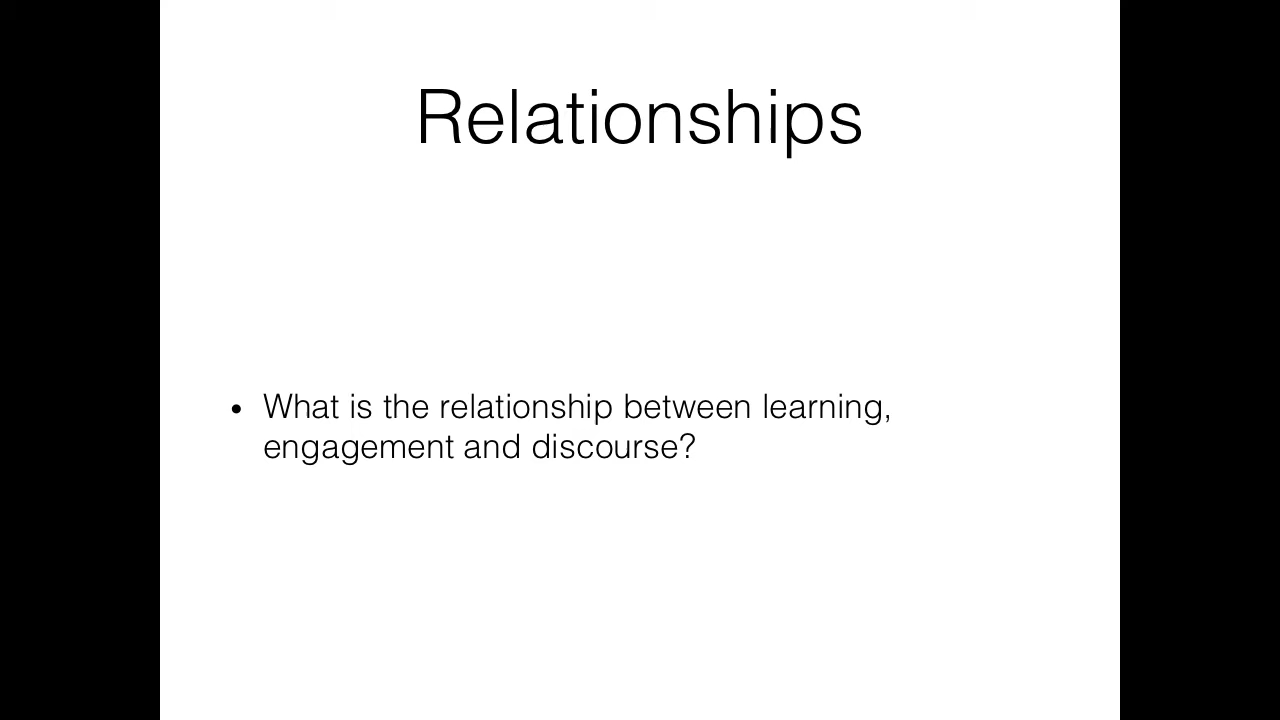 Relationships
• What is the relationship between learning,
engagement and discourse?